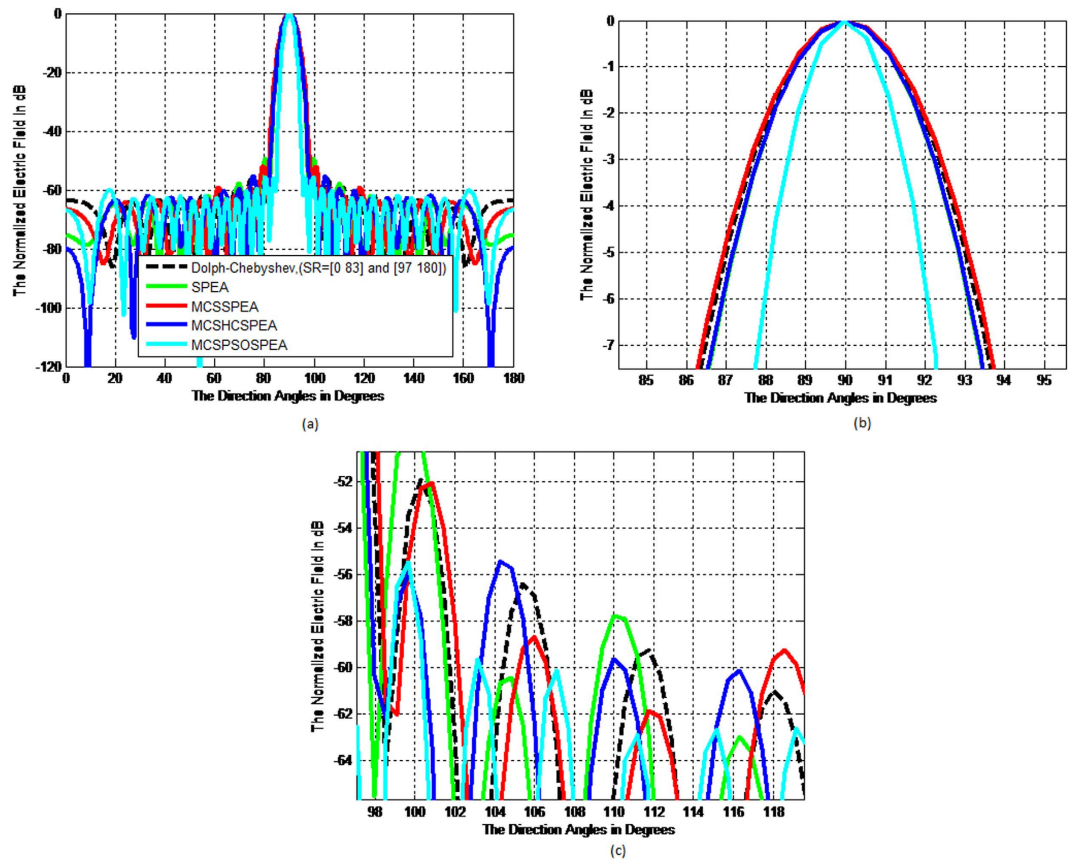 0
-20
-40
-60
-80
-100
-120
The Normalized Electric Field in dB
Dolph-Chebyshev,(SR=[0 83] and [97 180])
SPEA
MCSSPEA
MCSHCSPEA
MCSPSOSPEA
0 20 40 60 80 100 120 140 160 180
The Direction Angles in Degrees
(a)
0
-1
-2
-3
-4
-5
-6
-7
The Normalized Electric Field in dB
85 86 87 88 89 90 91 92 93 94 95
The Direction Angles in Degrees
(b)
-52
-54
-56
-58
-60
-62
-64
The Normalized Electric Field in dB
98 100 102 104 106 108 110 112 114 116 118
The Direction Angles in Degrees
(c)